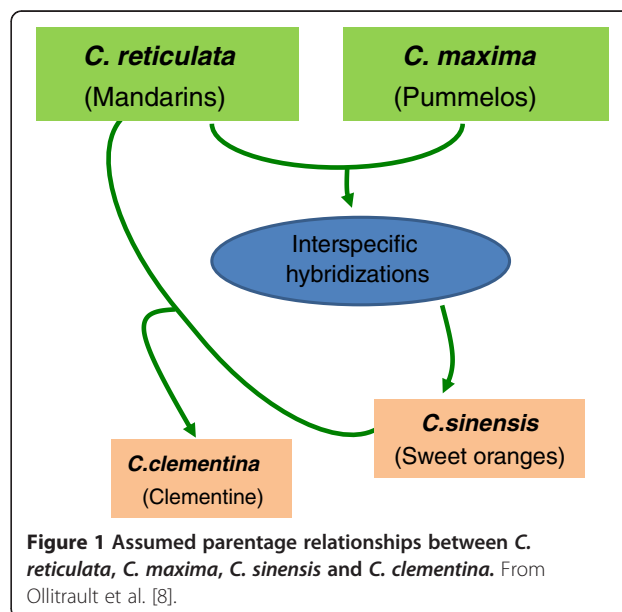 C. reticulata
(Mandarins)
C. maxima
(Pummelos)
Interspecific
hybridizations
C.sinensis
(Sweet oranges)
C.clementina
(Clementine)
Figure 1 Assumed parentage relationships between C.
reticulata, C. maxima, C. sinensis and C. clementina. From
Ollitrault et al. [8].